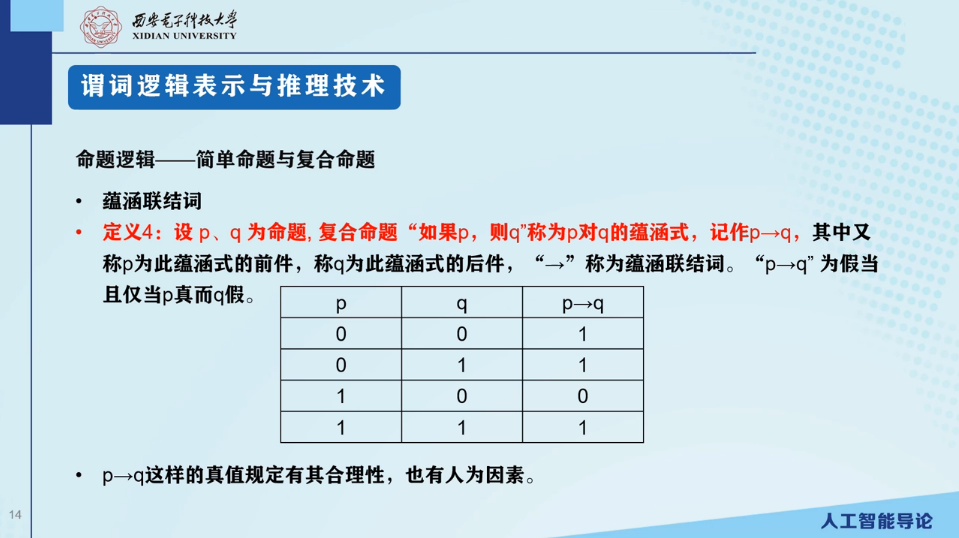 西安电子科技大学
XIDIAN UNIVERSITY
谓词逻辑表示与推理技术
命题逻辑——简单命题与复合命题
• 蕴涵联结词
• 定义4：设 p、q 为命题, 复合命题“如果p，则q”称为p对q的蕴涵式，记作p→q，其中又
称p为此蕴涵式的前件，称q为此蕴涵式的后件，“→”称为蕴涵联结词。“p→q” 为假当
且仅当p真而q假。
p q p→q
0 0 1
0 1 1
1 0 0
1 1 1
• p→q这样的真值规定有其合理性，也有人为因素。
14
人工智能导论